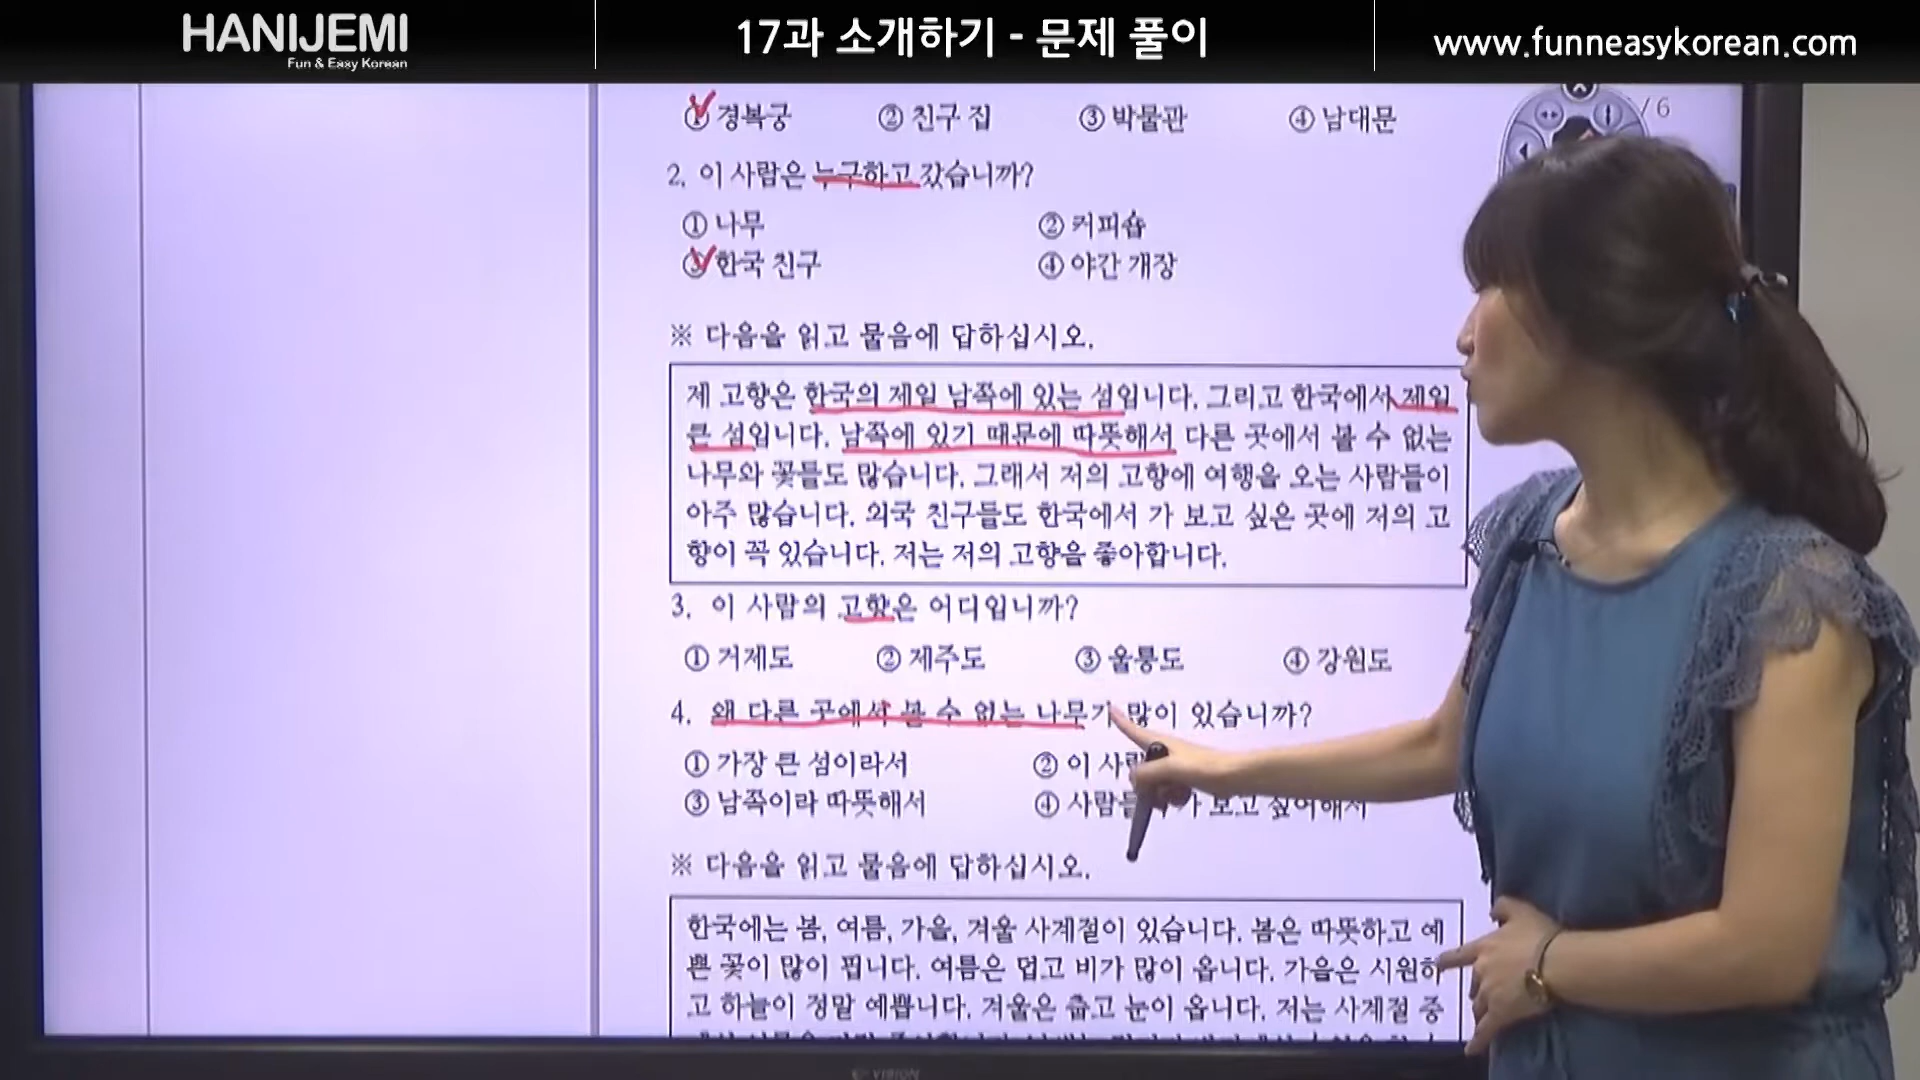 HANIJEMI
Fun & Easy Korean
17과 소개하기 - 문제 풀이
www.funneasykorean.com
/6
① 경복궁 ② 친구 집 ③ 박물관 ④ 남대문
2. 이 사람은 누구하고 갔습니까?
① 나무 ② 커피숍
③ 한국 친구 ④ 야간 개장
※ 다음을 읽고 물음에 답하십시오.
제 고향은 한국의 제일 남쪽에 있는 섬입니다. 그리고 한국에서 제일
큰 섬입니다. 남쪽에 있기 때문에 따뜻해서 다른 곳에서 볼 수 없는
나무와 꽃들도 많습니다. 그래서 저의 고향에 여행을 오는 사람들이
아주 많습니다. 외국 친구들도 한국에서 가 보고 싶은 곳에 저의 고
향이 꼭 있습니다. 저는 저의 고향을 좋아합니다.
3. 이 사람의 고향은 어디입니까?
① 거제도 ② 제주도 ③ 울릉도 ④ 강원도
4. 왜 다른 곳에서 볼 수 없는 나무가 많이 있습니까?
① 가장 큰 섬이라서 ② 이
③ 남쪽이라 따뜻해서 ④ 가 보고 싶어해서
※ 다음을 읽고 물음에 답하십시오.
한국에는 봄, 여름, 가을, 겨울 사계절이 있습니다. 봄은 따뜻하고 예
쁜 꽃이 많이 핍니다. 여름은 덥고 비가 많이 옵니다. 가을은 시원하
고 하늘이 정말 예쁩니다. 겨울은 춥고 눈이 옵니다. 저는 사계절 중